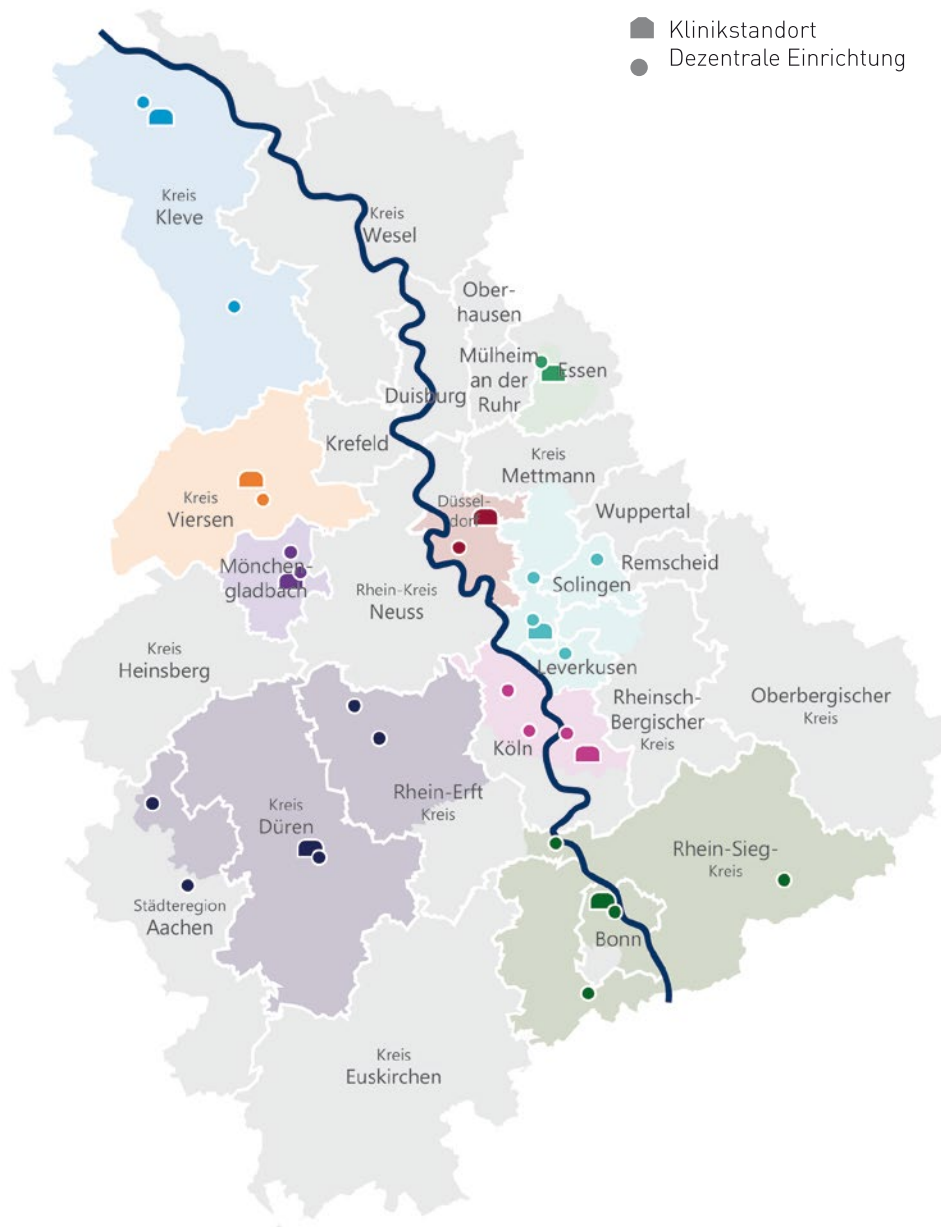 Klinikstandort
Dezentrale Einrichtung
Kreis
Kleve
Kreis
Wesel
Ober-
hausen
Mülheim
an der
Ruhr
Essen
Duisburg
Krefeld
Kreis
Mettmann
Kreis
Viersen
Düssel-
dorf
Wuppertal
Mönchen-
gladbach
Rhein-Kreis
Neuss
Solingen
Remscheid
Kreis
Heinsberg
Leverkusen
Rheinsch-
Bergischer
Kreis
Oberbergischer
Kreis
Köln
Rhein-Erft
Kreis
Kreis
Düren
Rhein-Sieg-
Kreis
Städteregion
Aachen
Bonn
Kreis
Euskirchen